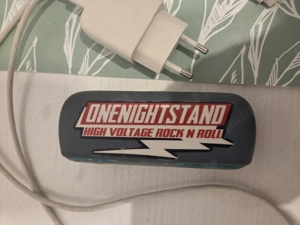 ONENIGHTSTAND
HIGH VOLTAGE ROCK N ROLL